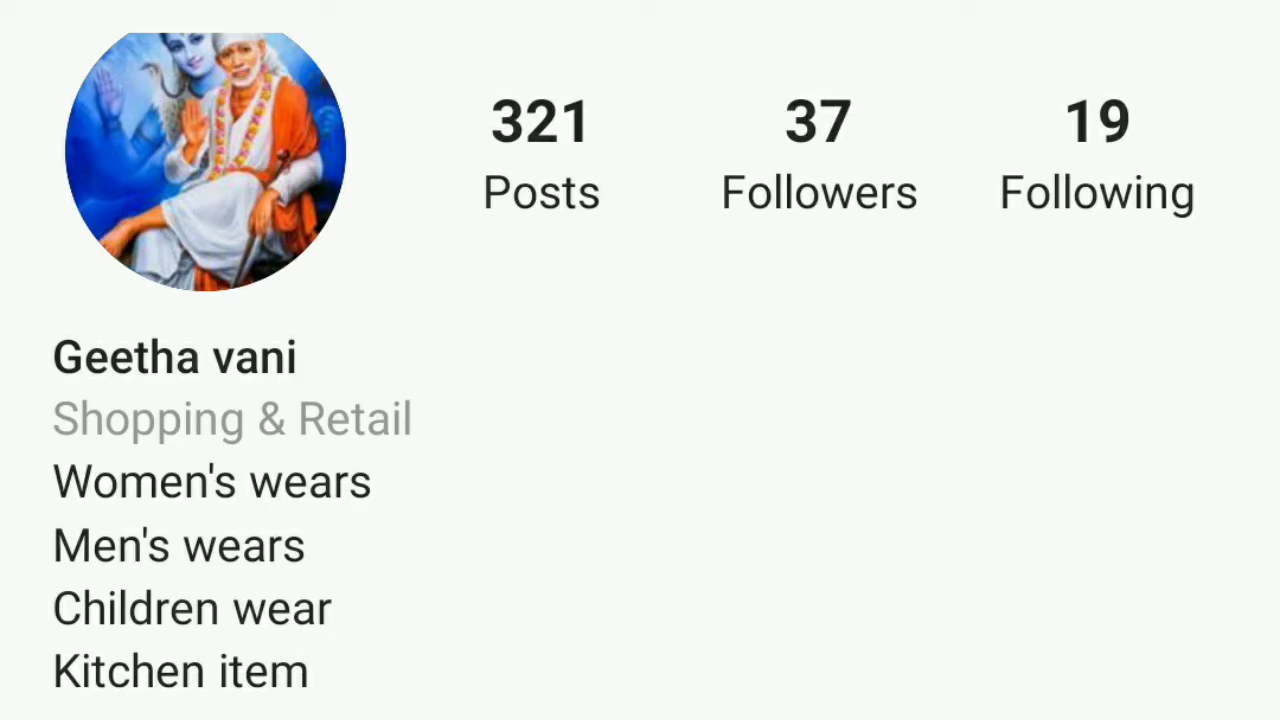 321 37 19
Posts Followers Following
Geetha vani
Shopping & Retail
Women's wears
Men's wears
Children wear
Kitchen item